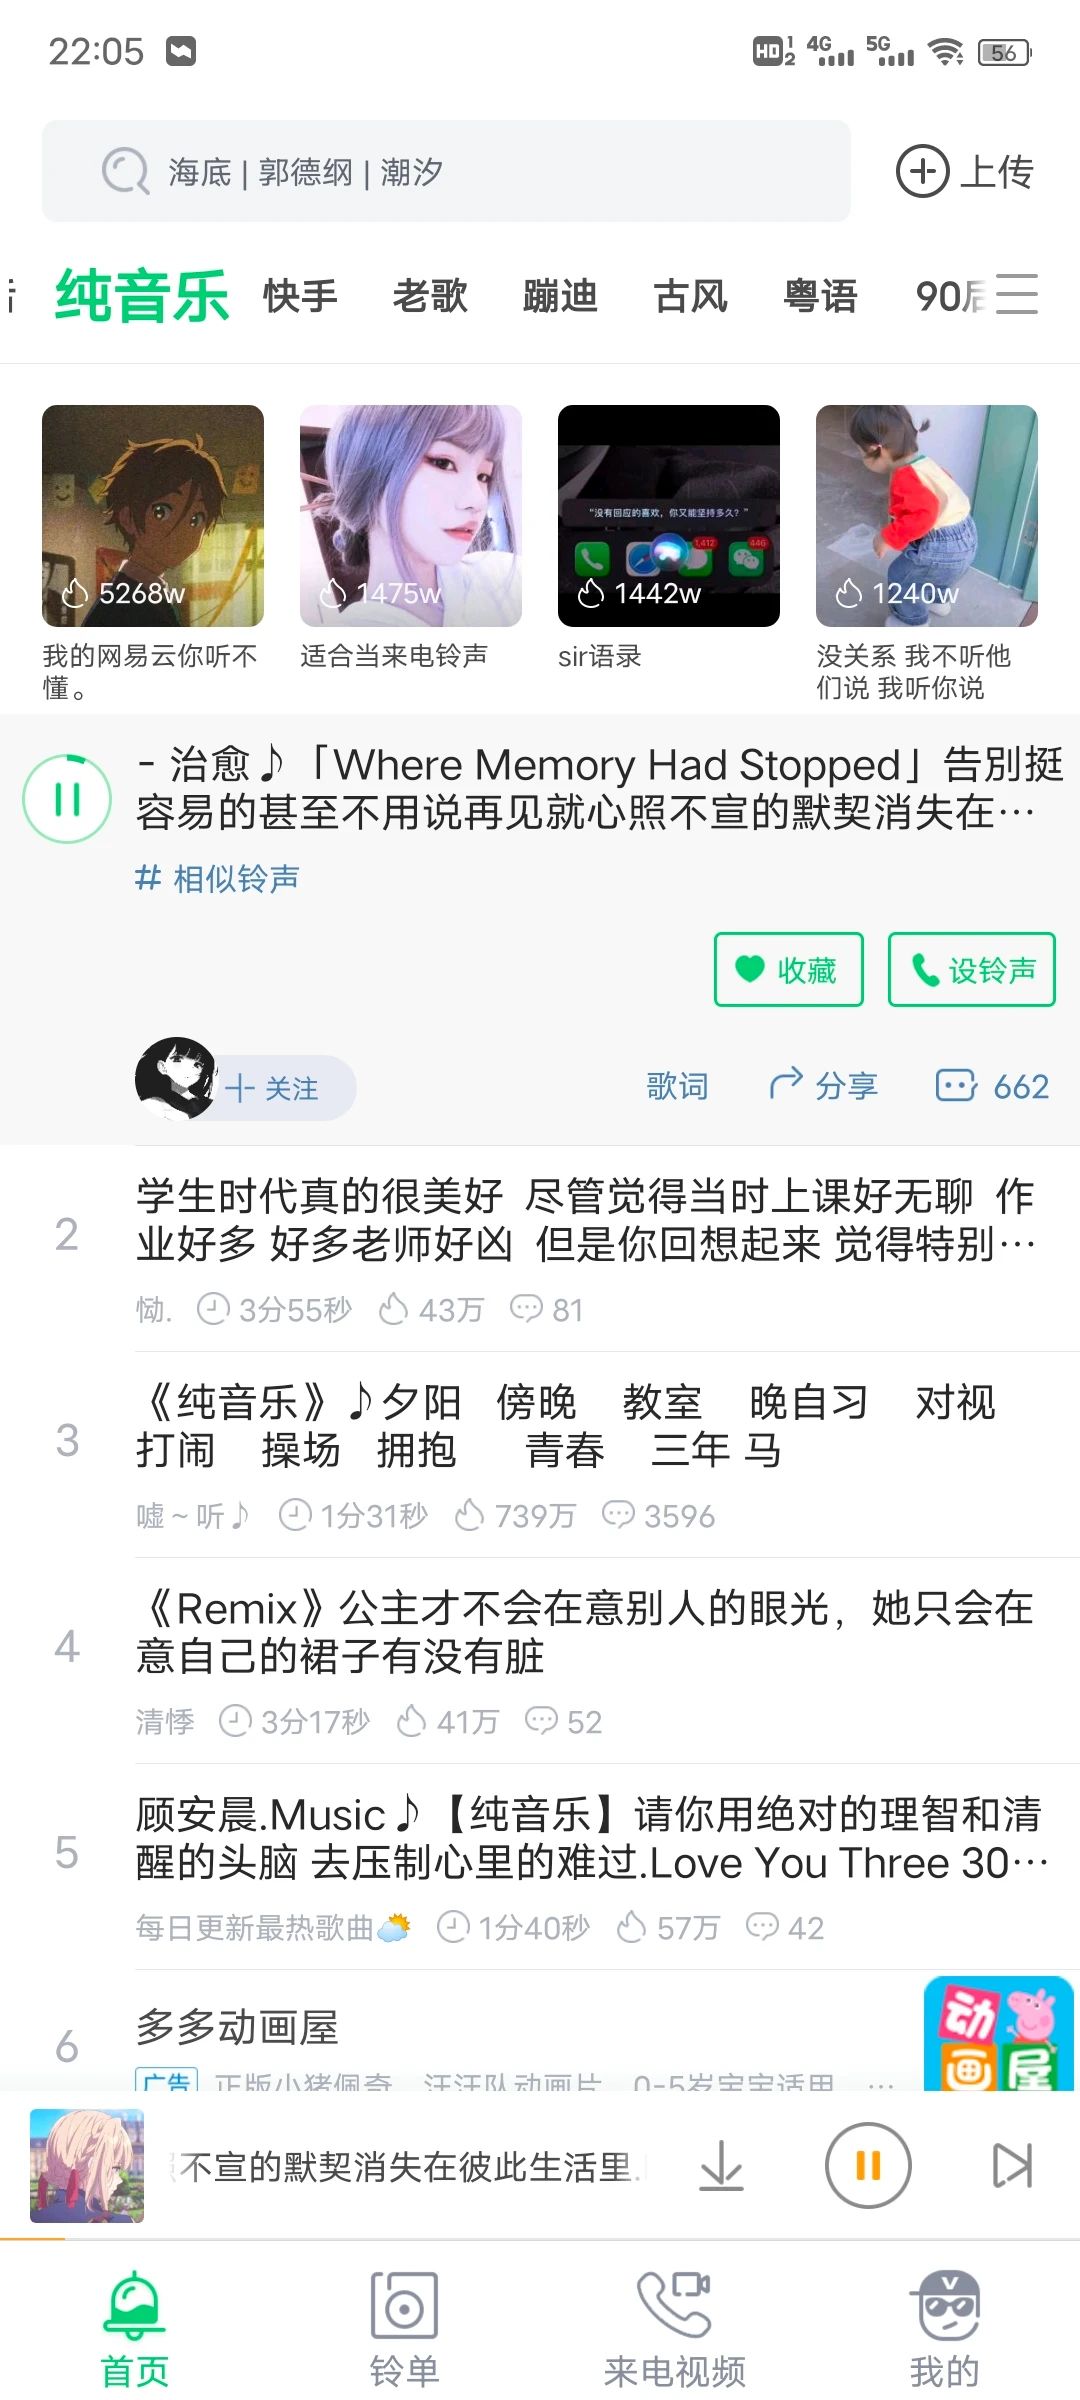 22:05
HD 1 2 4G 5G 56
海底 | 郭德纲 | 潮汐
上传
纯音乐 快手 老歌 蹦迪 古风 粤语 90后
5268w
1475w
"没有回应的喜欢，你又能坚持多久？"
1,412
446
1442w
1240w
我的网易云你听不
懂。
适合当来电铃声
sir语录
没关系 我不听他
们说 我听你说
- 治愈♪「Where Memory Had Stopped」告别挺
容易的甚至不用说再见就心照不宣的默契消失在…
# 相似铃声
收藏
设铃声
关注
歌词
分享
662
2
学生时代真的很美好 尽管觉得当时上课好无聊 作
业好多 好多老师好凶 但是你回想起来 觉得特别…
恸. 3分55秒 43万 81
3
《纯音乐》♪夕阳 傍晚 教室 晚自习 对视
打闹 操场 拥抱 青春 三年 马
嘘 ~ 听♪ 1分31秒 739万 3596
4
《Remix》公主才不会在意别人的眼光，她只会在
意自己的裙子有没有脏
清悸 3分17秒 41万 52
5
顾安晨.Music♪【纯音乐】请你用绝对的理智和清
醒的头脑 去压制心里的难过.Love You Three 30…
每日更新最热歌曲 1分40秒 57万 42
6
多多动画屋
广告 正版小猪佩奇、汪汪队动画片，0-5岁宝宝适用，…
动
画屋
不宣的默契消失在彼此生活里.
首页
铃单
来电视频
我的